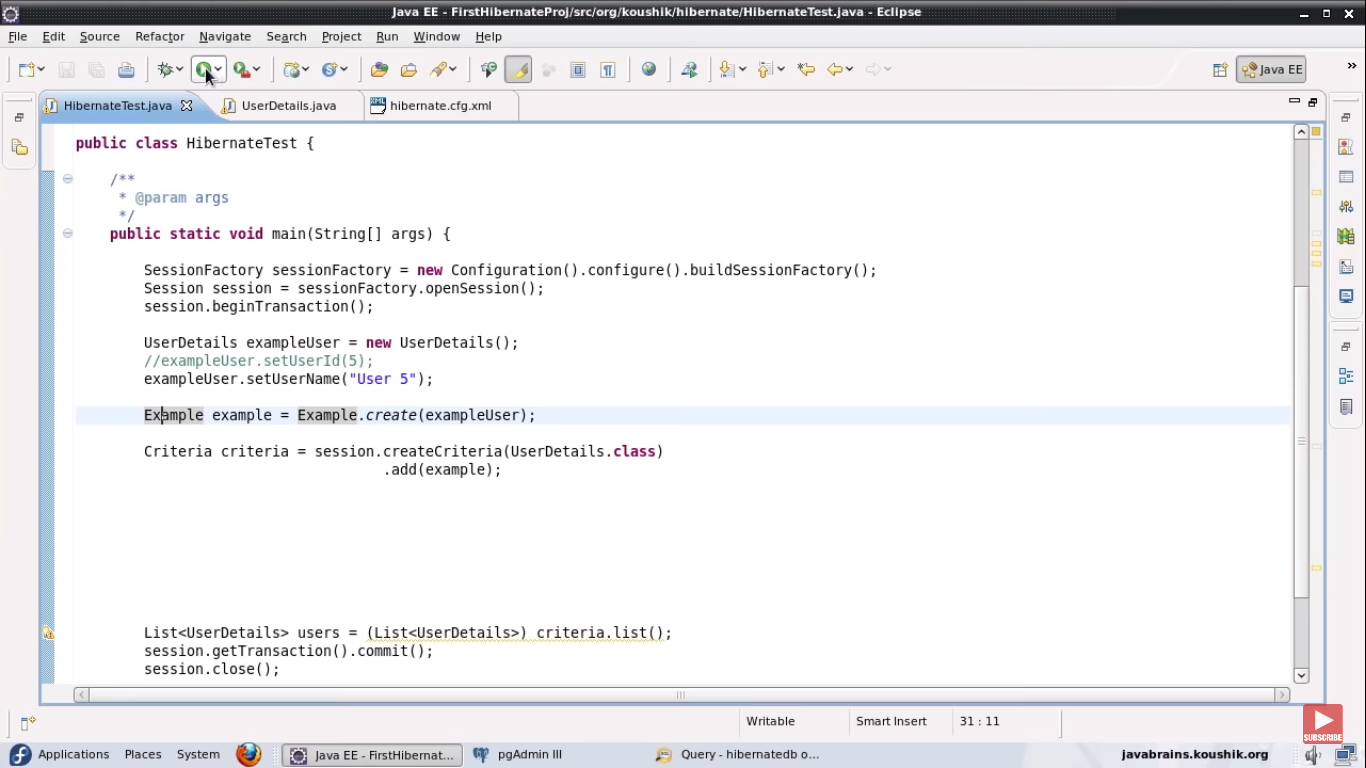 Java EE - FirstHibernateProj/src/org/koushik/hibernate/HibernateTest.java - Eclipse
File Edit Source Refactor Navigate Search Project Run Window Help
Java EE »
HibernateTest.java UserDetails.java hibernate.cfg.xml
public class HibernateTest {
/**
* @param args
*/
public static void main(String[] args) {
SessionFactory sessionFactory = new Configuration().configure().buildSessionFactory();
Session session = sessionFactory.openSession();
session.beginTransaction();
UserDetails exampleUser = new UserDetails();
//exampleUser.setUserId(5);
exampleUser.setUserName("User 5");
Example example = Example.create(exampleUser);
Criteria criteria = session.createCriteria(UserDetails.class)
.add(example);
List<UserDetails> users = (List<UserDetails>) criteria.list();
session.getTransaction().commit();
session.close();
Writable Smart Insert 31 : 11
SUBSCRIBE
Applications Places System Java EE - FirstHibernat... pgAdmin III Query - hibernatedb o... javabrains.koushik.org